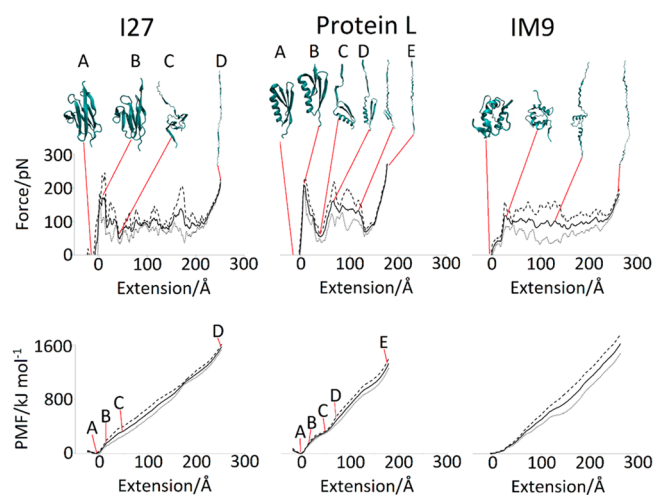 I27
Protein L
IM9
A
B
C
D
A
B
C
D
E
Force/pN
300
200
100
0
0
100
200
300
0
100
200
300
0
100
200
300
Extension/Å
Extension/Å
Extension/Å
PMF/kJ mol⁻¹
1600
800
0
A
B
C
D
A
B
C
D
E
0
100
200
300
0
100
200
300
0
100
200
300
Extension/Å
Extension/Å
Extension/Å